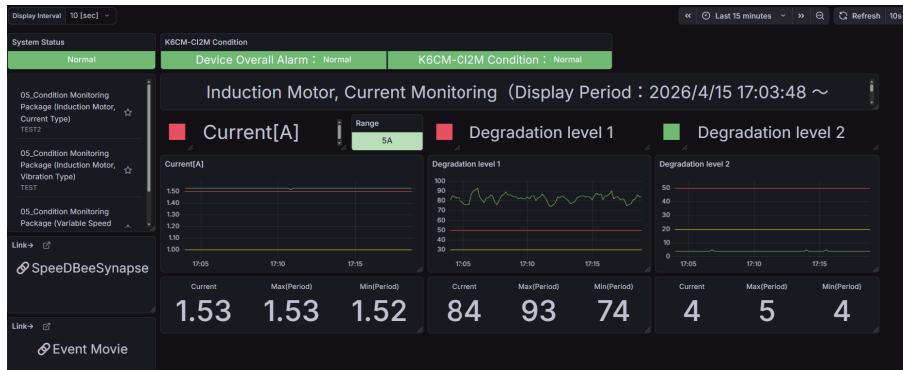 Display Interval 10 [sec]
Last 15 minutes
Refresh 10s
System Status
Normal
K6CM-CI2M Condition
Device Overall Alarm： Normal
K6CM-CI2M Condition： Normal
05_Condition Monitoring
Package (Induction Motor,
Current Type)
TEST2
05_Condition Monitoring
Package (Induction Motor,
Vibration Type)
TEST
05_Condition Monitoring
Package (Variable Speed
Link→
SpeeDBeeSynapse
Link→
Event Movie
Induction Motor, Current Monitoring（Display Period：2026/4/15 17:03:48 ～
Current[A]
Range
5A
Degradation level 1
Degradation level 2
Current[A]
1.50
1.40
1.30
1.20
1.10
1.00
17:05 17:10 17:15
Degradation level 1
100
90
80
70
60
50
40
30
17:05 17:10 17:15
Degradation level 2
50
40
30
20
10
0
17:05 17:10 17:15
Current Max(Period) Min(Period)
1.53 1.53 1.52
Current Max(Period) Min(Period)
84 93 74
Current Max(Period) Min(Period)
4 5 4